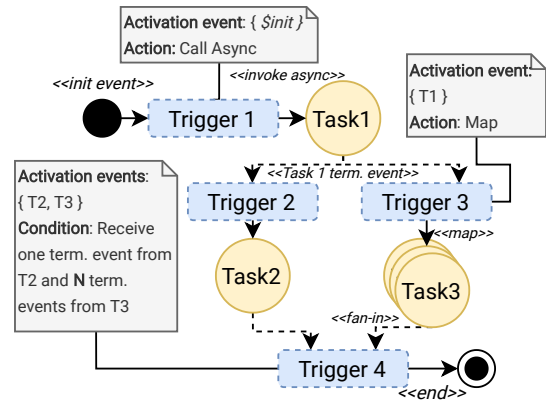 Activation event: { $init }
Action: Call Async
<<init event>>
<<invoke async>>
Activation event:
{ T1 }
Action: Map
Trigger 1
Task1
Activation events:
{ T2, T3 }
Condition: Receive
one term. event from
T2 and N term.
events from T3
<<Task 1 term. event>>
Trigger 2
Trigger 3
<<map>>
Task2
Task3
<<fan-in>>
Trigger 4
<<end>>